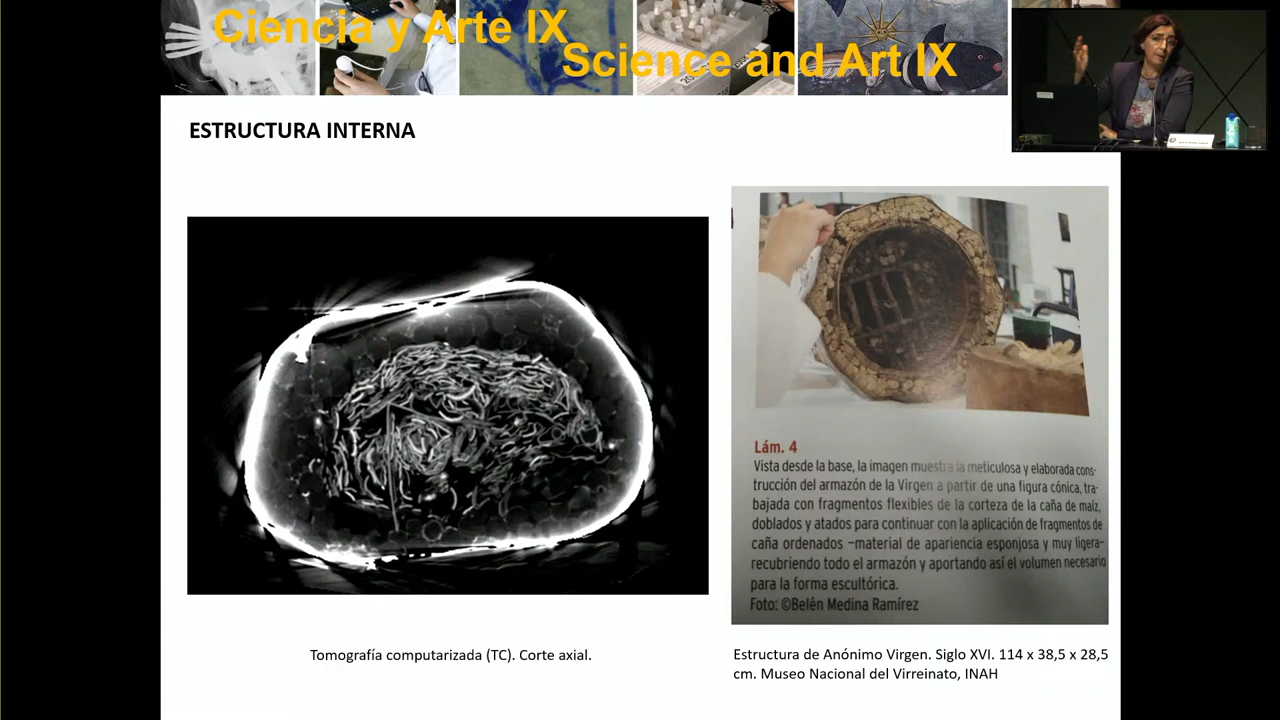 Ciencia y Arte IX
Science and Art IX
ESTRUCTURA INTERNA
Lám. 4
Vista desde la base, la imagen muestra la meticulosa y elaborada cons-
trucción del armazón de la Virgen a partir de una figura cónica, tra-
bajada con fragmentos flexibles de la corteza de la caña de maíz,
doblados y atados para continuar con la aplicación de fragmentos de
caña ordenados –material de apariencia esponjosa y muy ligera–
recubriendo todo el armazón y aportando así el volumen necesario
para la forma escultórica.
Foto: ©Belén Medina Ramírez
Tomografía computarizada (TC). Corte axial.
Estructura de Anónimo Virgen. Siglo XVI. 114 x 38,5 x 28,5
cm. Museo Nacional del Virreinato, INAH